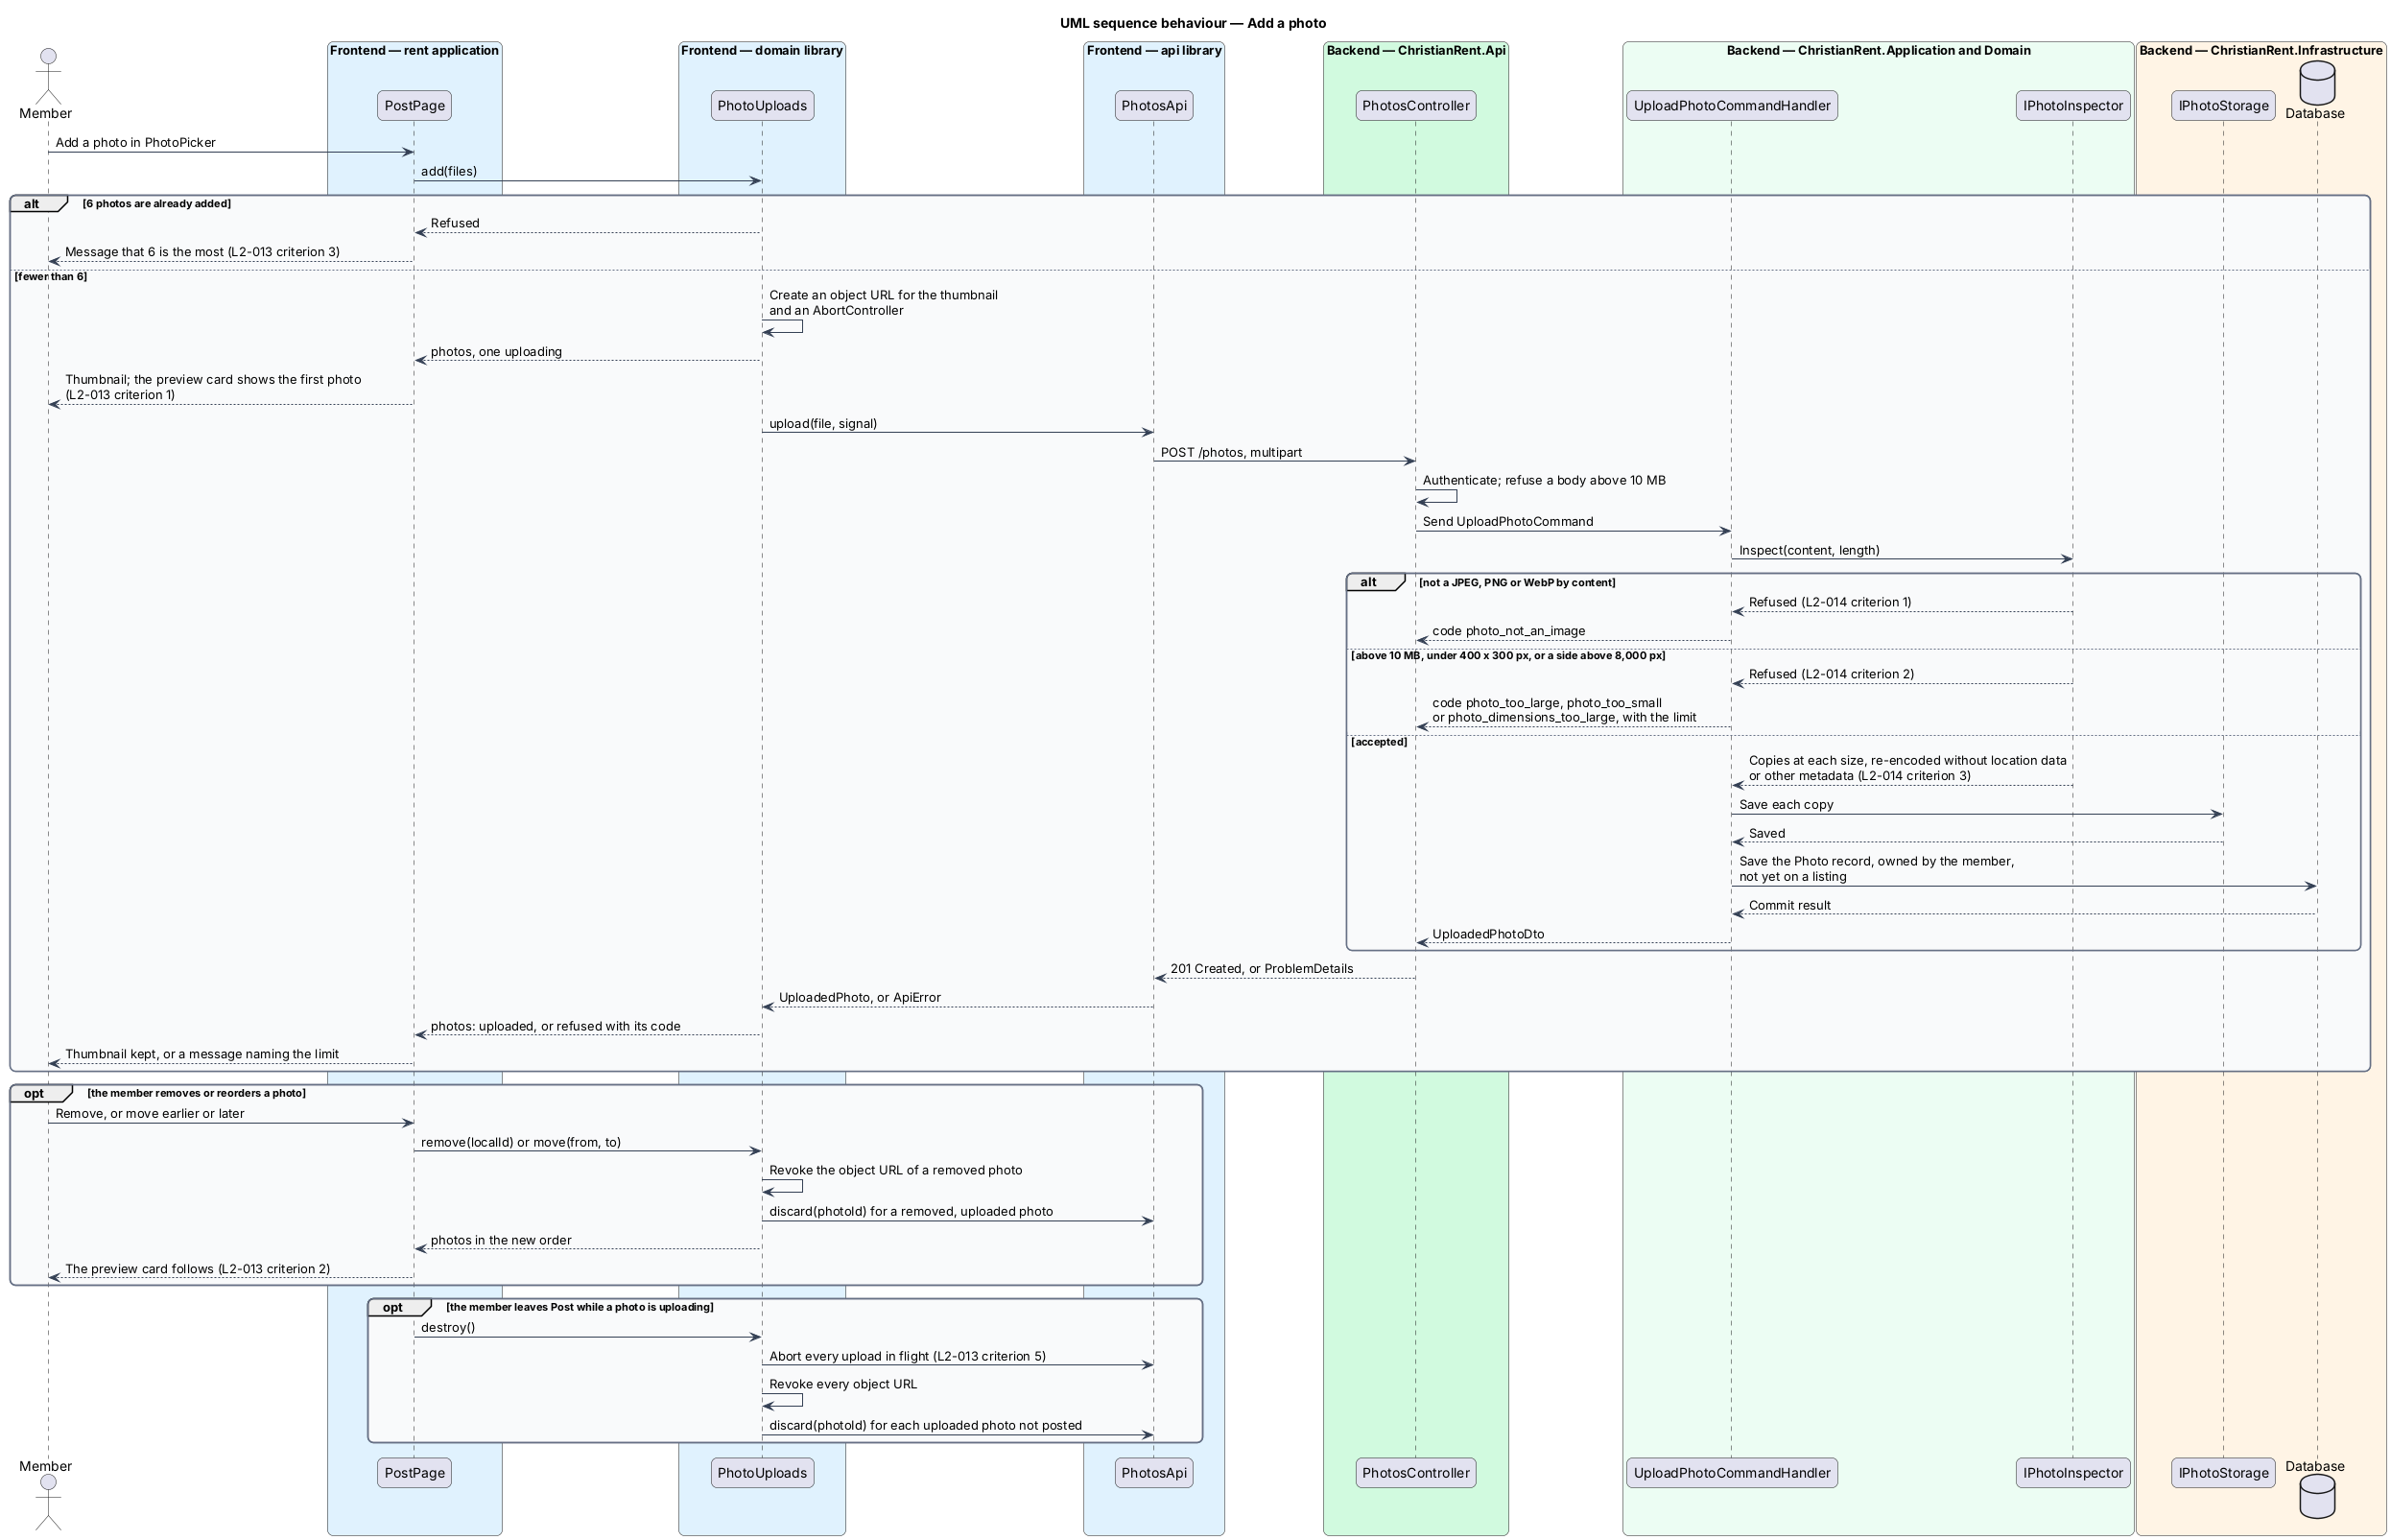 UML sequence behaviour — Add a photo
Frontend — rent application
Frontend — domain library
Frontend — api library
Backend — ChristianRent.Api
Backend — ChristianRent.Application and Domain
Backend — ChristianRent.Infrastructure
Member
PostPage
PhotoUploads
PhotosApi
PhotosController
UploadPhotoCommandHandler
IPhotoInspector
IPhotoStorage
Database
Add a photo in PhotoPicker
add(files)
alt
[6 photos are already added]
Refused
Message that 6 is the most (L2-013 criterion 3)
[fewer than 6]
Create an object URL for the thumbnail
and an AbortController
photos, one uploading
Thumbnail; the preview card shows the first photo
(L2-013 criterion 1)
upload(file, signal)
POST /photos, multipart
Authenticate; refuse a body above 10 MB
Send UploadPhotoCommand
Inspect(content, length)
alt
[not a JPEG, PNG or WebP by content]
Refused (L2-014 criterion 1)
code photo_not_an_image
[above 10 MB, under 400 x 300 px, or a side above 8,000 px]
Refused (L2-014 criterion 2)
code photo_too_large, photo_too_small
or photo_dimensions_too_large, with the limit
[accepted]
Copies at each size, re-encoded without location data
or other metadata (L2-014 criterion 3)
Save each copy
Saved
Save the Photo record, owned by the member,
not yet on a listing
Commit result
UploadedPhotoDto
201 Created, or ProblemDetails
UploadedPhoto, or ApiError
photos: uploaded, or refused with its code
Thumbnail kept, or a message naming the limit
opt
[the member removes or reorders a photo]
Remove, or move earlier or later
remove(localId) or move(from, to)
Revoke the object URL of a removed photo
discard(photoId) for a removed, uploaded photo
photos in the new order
The preview card follows (L2-013 criterion 2)
opt
[the member leaves Post while a photo is uploading]
destroy()
Abort every upload in flight (L2-013 criterion 5)
Revoke every object URL
discard(photoId) for each uploaded photo not posted
Member
PostPage
PhotoUploads
PhotosApi
PhotosController
UploadPhotoCommandHandler
IPhotoInspector
IPhotoStorage
Database